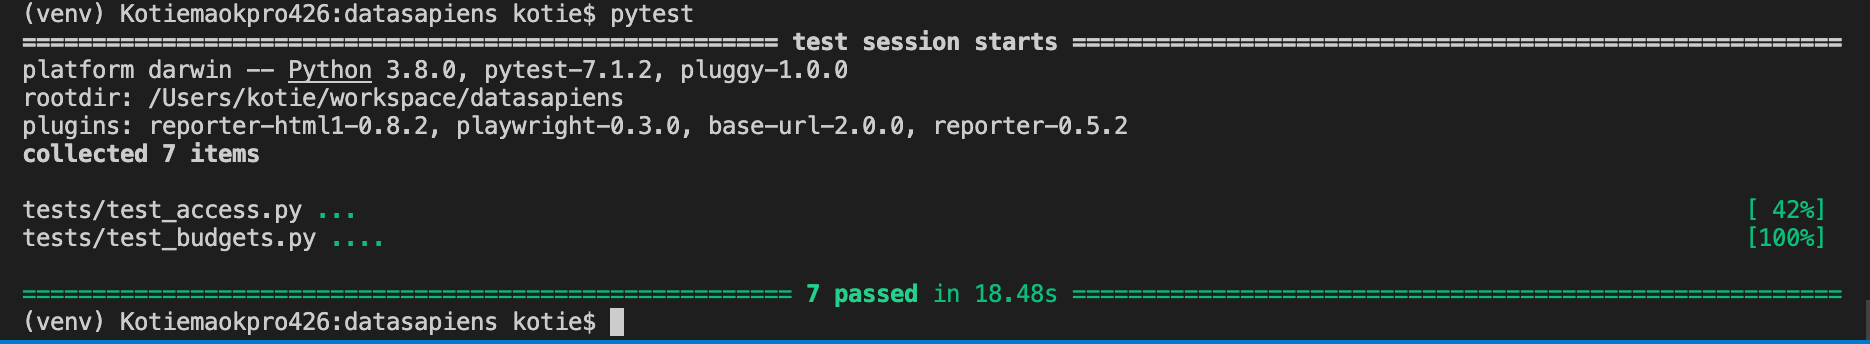 (venv) Kotiemaokpro426:datasapiens kotie$ pytest
====================================================== test session starts =======================================================
platform darwin -- Python 3.8.0, pytest-7.1.2, pluggy-1.0.0
rootdir: /Users/kotie/workspace/datasapiens
plugins: reporter-html1-0.8.2, playwright-0.3.0, base-url-2.0.0, reporter-0.5.2
collected 7 items
tests/test_access.py ... [ 42%]
tests/test_budgets.py .... [100%]
======================================================= 7 passed in 18.48s =======================================================
(venv) Kotiemaokpro426:datasapiens kotie$